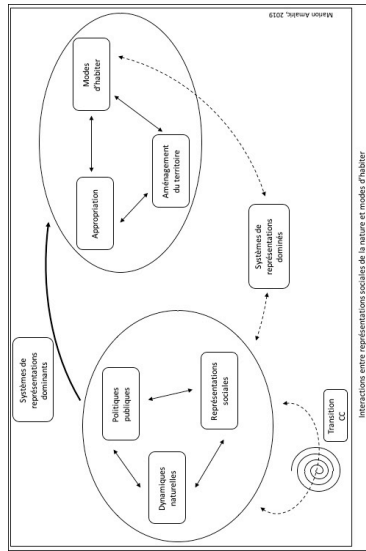 Systèmes de
représentations
dominants
Politiques
publiques
Dynamiques
naturelles
Représentations
sociales
Transition
CC
Systèmes de
représentations
dominés
Modes
d'habiter
Appropriation
Aménagement
du territoire
Marion Amalric, 2019
Interactions entre représentations sociales de la nature et modes d'habiter